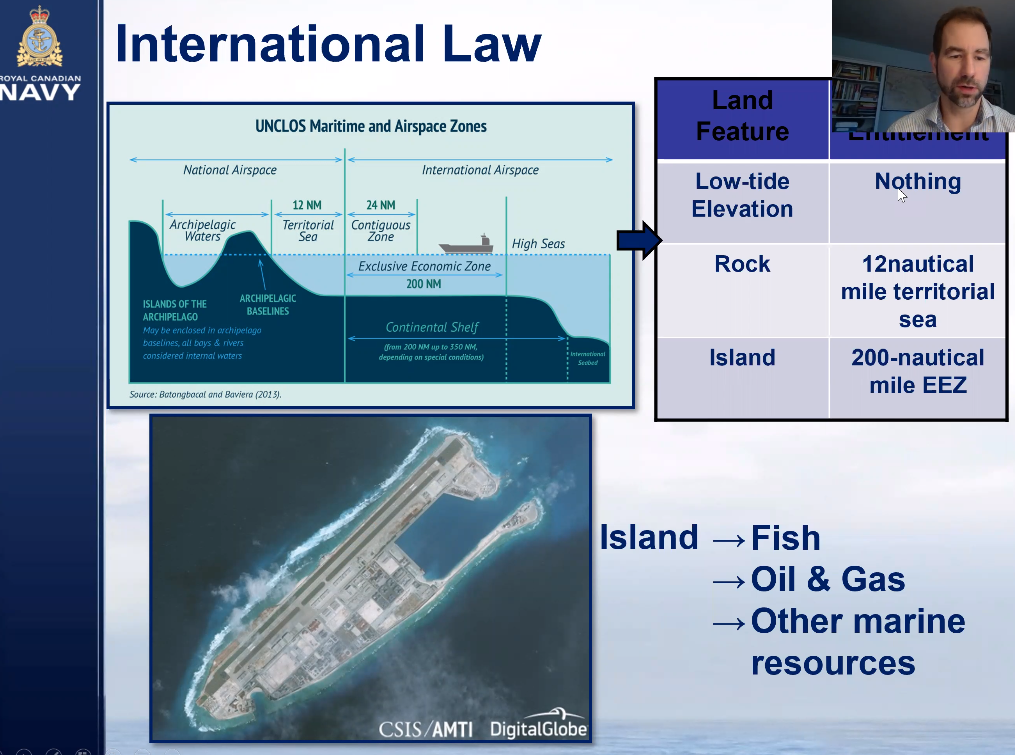 ROYAL CANADIAN
NAVY
International Law
UNCLOS Maritime and Airspace Zones
National Airspace
International Airspace
12 NM
24 NM
Archipelagic
Waters
Territorial
Sea
Contiguous
Zone
High Seas
Exclusive Economic Zone
200 NM
ISLANDS OF THE
ARCHIPELAGO
May be enclosed in archipelago
baselines, all bays & rivers
considered internal waters
ARCHIPELAGIC
BASELINES
Continental Shelf
(from 200 NM up to 350 NM,
depending on special conditions)
International
Seabed
Source: Batongbacal and Baviera (2013).
Land
Feature
Entitlement
Low-tide
Elevation
Nothing
Rock
12nautical
mile territorial
sea
Island
200-nautical
mile EEZ
CSIS/AMTI DigitalGlobe
Island → Fish
→ Oil & Gas
→ Other marine
resources